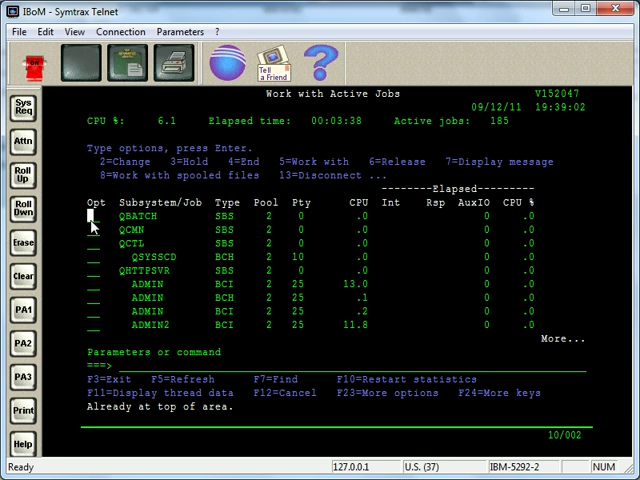 IBoM - Symtrax Telnet
File Edit View Connection Parameters ?
ON
Tell a Friend
Sys Req
Attn
Roll Up
Roll Dwn
Erase
Clear
PA1
PA2
PA3
Print
Help
Work with Active Jobs V152047
09/12/11 19:39:02
CPU %: 6.1 Elapsed time: 00:03:38 Active jobs: 185
Type options, press Enter.
2=Change 3=Hold 4=End 5=Work with 6=Release 7=Display message
8=Work with spooled files 13=Disconnect ...
--------Elapsed---------
Opt Subsystem/Job Type Pool Pty CPU Int Rsp AuxIO CPU %
QBATCH SBS 2 0 .0 0 .0
QCMN SBS 2 0 .0 0 .0
QCTL SBS 2 0 .0 0 .0
QSYSSCD BCH 2 10 .0 0 .0
QHTTPSVR SBS 2 0 .0 0 .0
ADMIN BCI 2 25 13.0 0 .0
ADMIN BCH 2 25 .1 0 .0
ADMIN BCI 2 25 .2 0 .0
ADMIN2 BCI 2 25 11.8 0 .0
More...
Parameters or command
===>
F3=Exit F5=Refresh F7=Find F10=Restart statistics
F11=Display thread data F12=Cancel F23=More options F24=More keys
Already at top of area.
10/002
Ready 127.0.0.1 U.S. (37) IBM-5292-2 NUM